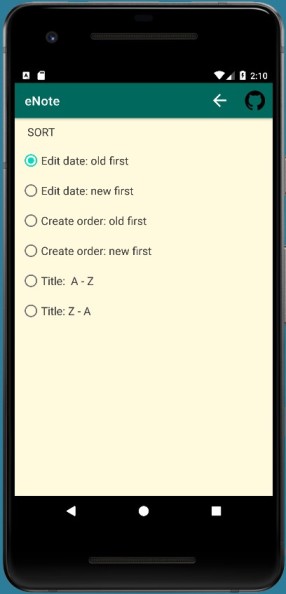 2:10
eNote
SORT
Edit date: old first
Edit date: new first
Create order: old first
Create order: new first
Title:  A - Z
Title: Z - A